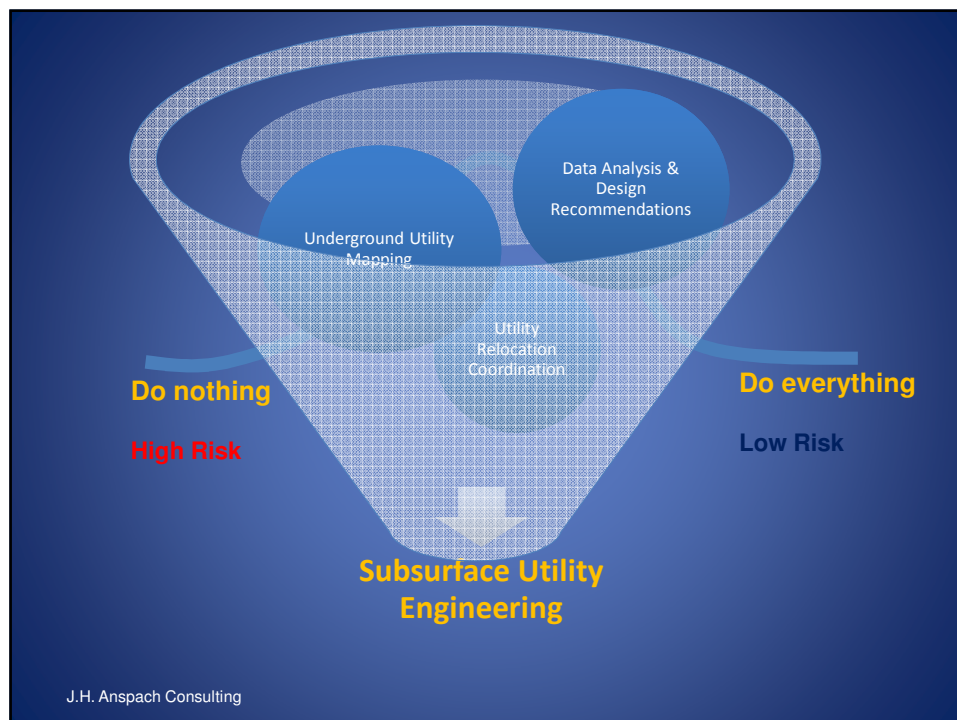 Data Analysis &
Design
Recommendations
Underground Utility
Mapping
Utility
Relocation
Coordination
Do nothing
High Risk
Do everything
Low Risk
Subsurface Utility
Engineering
J.H. Anspach Consulting